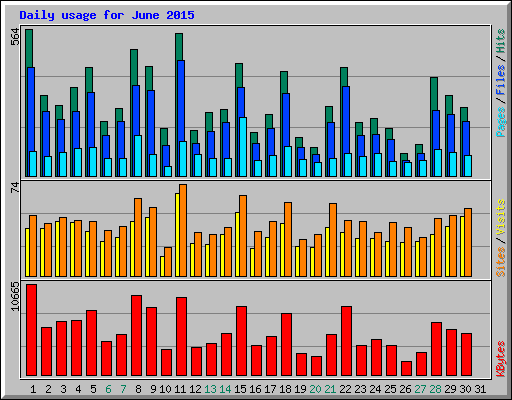 Daily usage for June 2015
564
Pages / Files / Hits
74
Sites / Visits
10665
KBytes
1 2 3 4 5 6 7 8 9 10 11 12 13 14 15 16 17 18 19 20 21 22 23 24 25 26 27 28 29 30 31